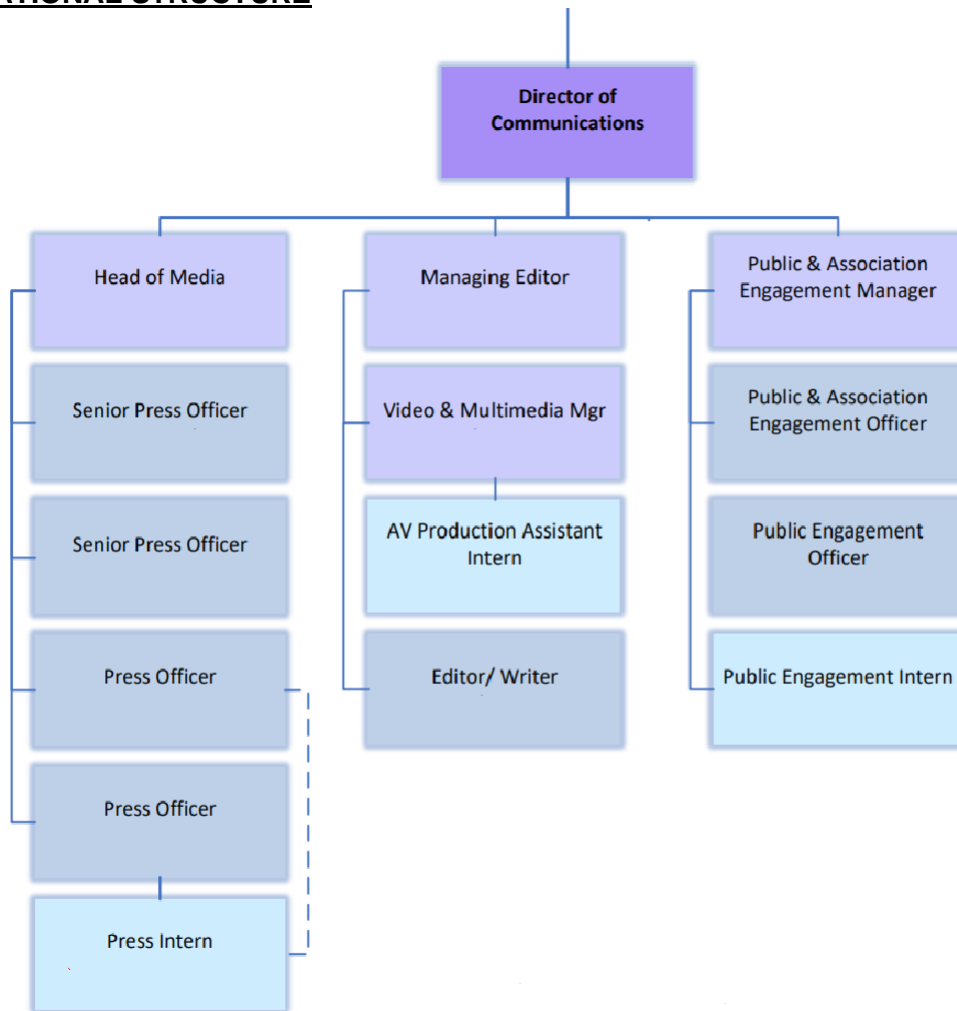 ATIONAL STRUCTURE
Director of
Communications
Head of Media
Managing Editor
Public & Association
Engagement Manager
Senior Press Officer
Video & Multimedia Mgr
Public & Association
Engagement Officer
Senior Press Officer
AV Production Assistant
Intern
Public Engagement
Officer
Press Officer
Editor/ Writer
Public Engagement Intern
Press Officer
Press Intern